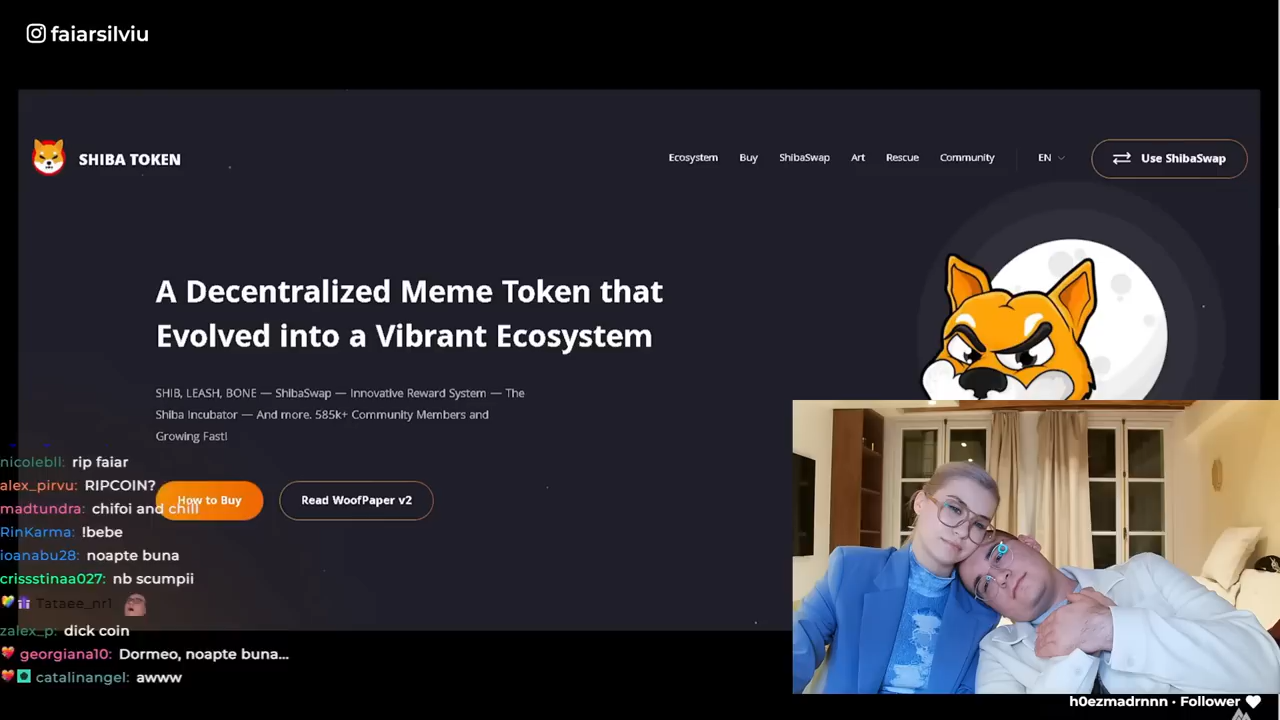 faiarsilviu
SHIBA TOKEN
Ecosystem
Buy
ShibaSwap
Art
Rescue
Community
EN
Use ShibaSwap
A Decentralized Meme Token that
Evolved into a Vibrant Ecosystem
SHIB, LEASH, BONE — ShibaSwap — Innovative Reward System — The
Shiba Incubator — And more. 585k+ Community Members and
Growing Fast!
How to Buy
Read WoofPaper v2
nicolebll: rip faiar
alex_pirvu: RIPCOIN?
madtundra: chifoi and chill
RinKarma: !bebe
ioanabu28: noapte buna
crissstinaa027: nb scumpii
Tataee_nr1
zalex_p: dick coin
georgiana10: Dormeo, noapte buna...
catalinangel: awww
h0ezmadrnnn · Follower